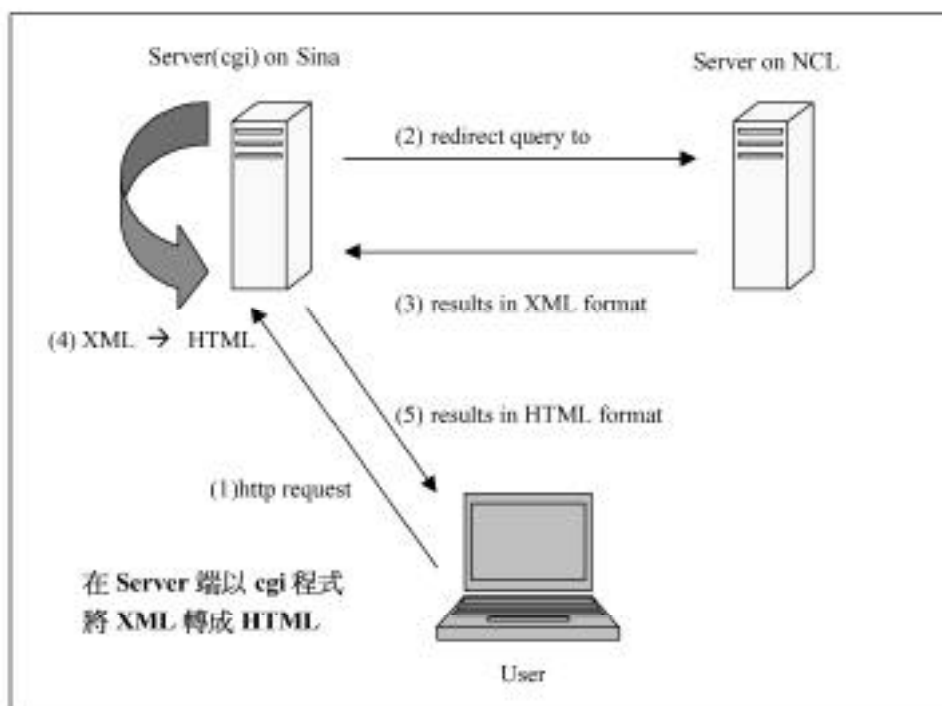 Server(cgi) on Sina
Server on NCL
(2) redirect query to
(3) results in XML format
(4) XML → HTML
(5) results in HTML format
(1)http request
在 Server 端以 cgi 程式
將 XML 轉成 HTML
User